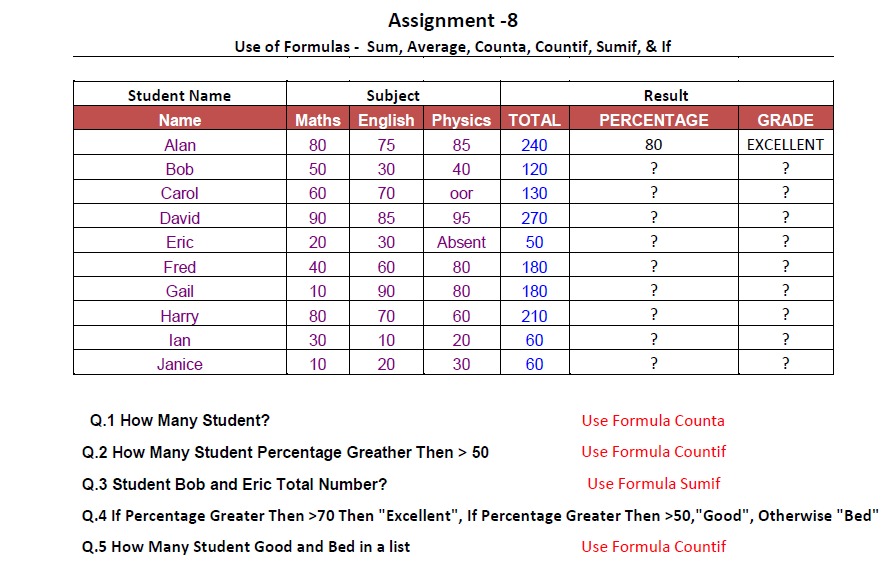 Assignment -8
Use of Formulas - Sum, Average, Counta, Countif, Sumif, & If
Student Name Subject Result
Name Maths English Physics TOTAL PERCENTAGE GRADE
Alan 80 75 85 240 80 EXCELLENT
Bob 50 30 40 120 ? ?
Carol 60 70 oor 130 ? ?
David 90 85 95 270 ? ?
Eric 20 30 Absent 50 ? ?
Fred 40 60 80 180 ? ?
Gail 10 90 80 180 ? ?
Harry 80 70 60 210 ? ?
Ian 30 10 20 60 ? ?
Janice 10 20 30 60 ? ?
Q.1 How Many Student? Use Formula Counta
Q.2 How Many Student Percentage Greather Then > 50 Use Formula Countif
Q.3 Student Bob and Eric Total Number? Use Formula Sumif
Q.4 If Percentage Greater Then >70 Then "Excellent", If Percentage Greater Then >50,"Good", Otherwise "Bed"
Q.5 How Many Student Good and Bed in a list Use Formula Countif